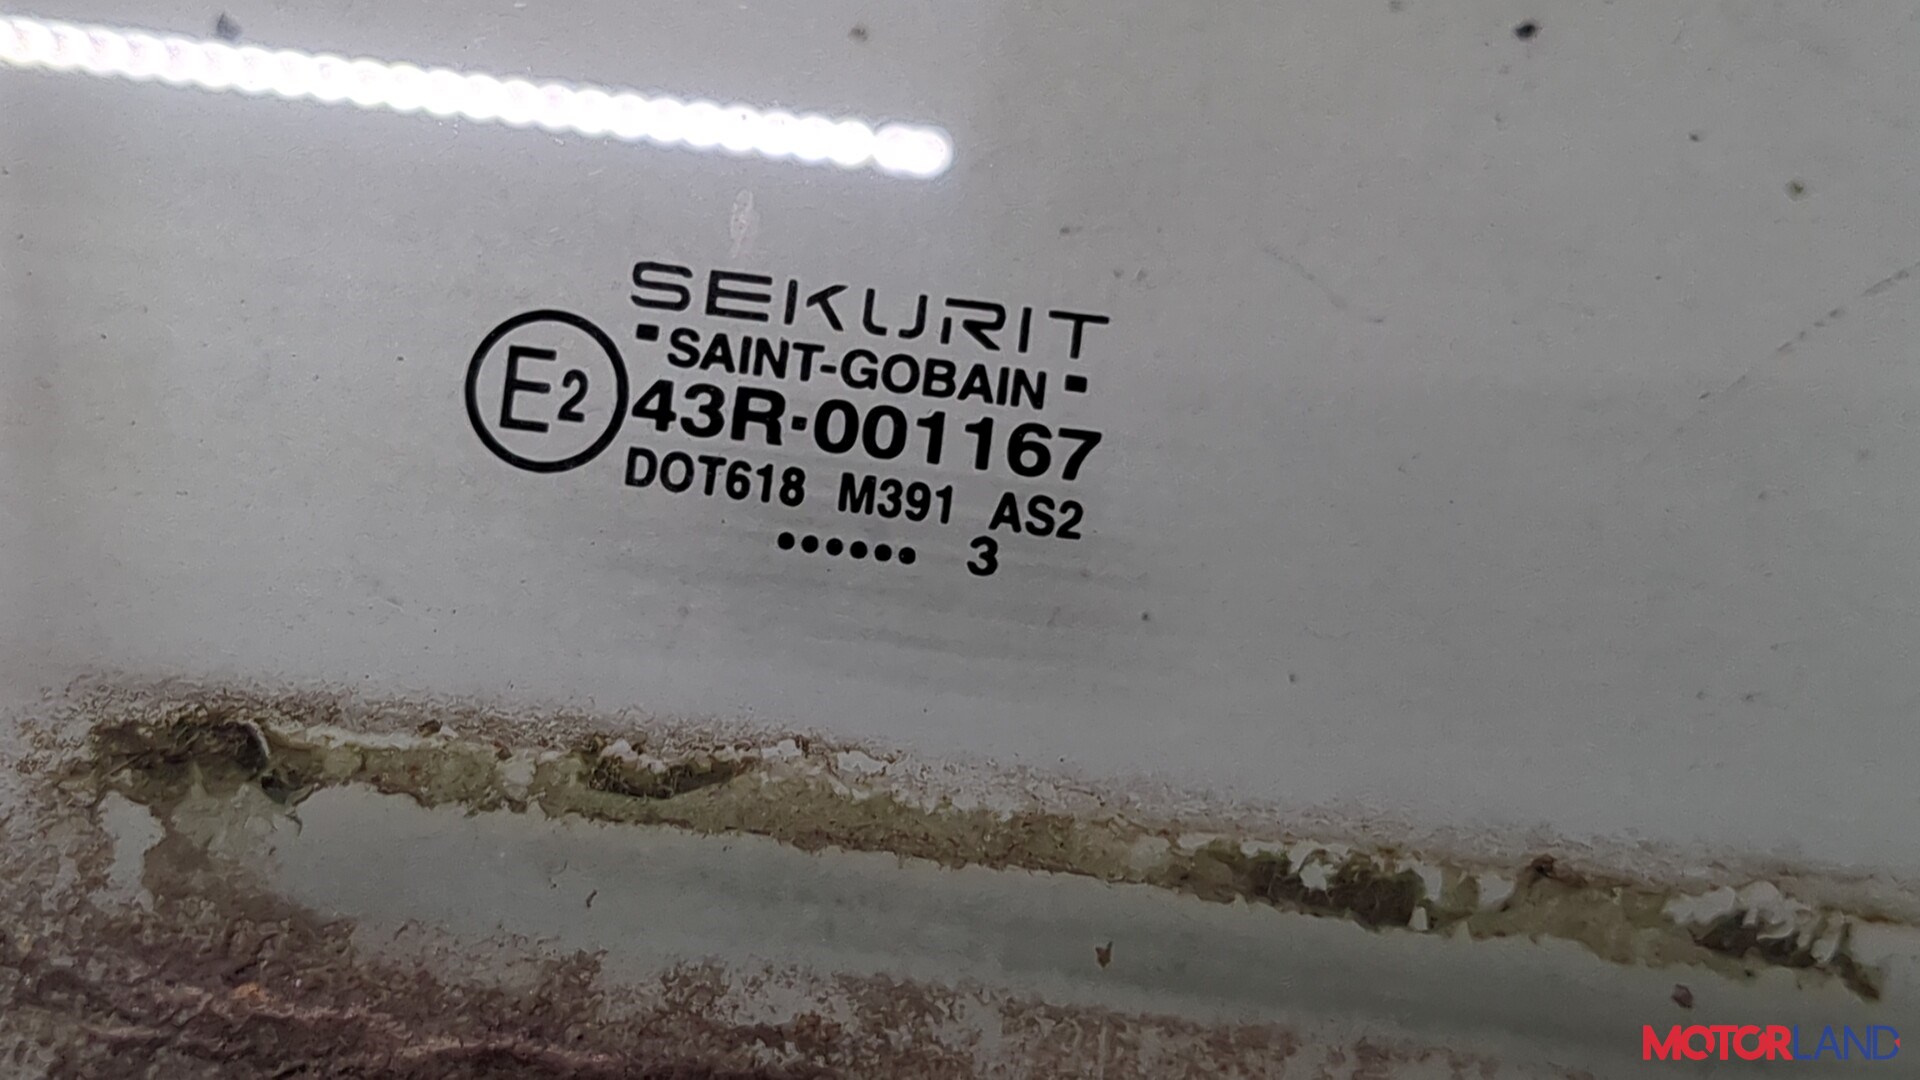 SEKURIT
SAINT-GOBAIN
E2 43R·001167
DOT618 M391 AS2
•••••• 3
MOTORLAND